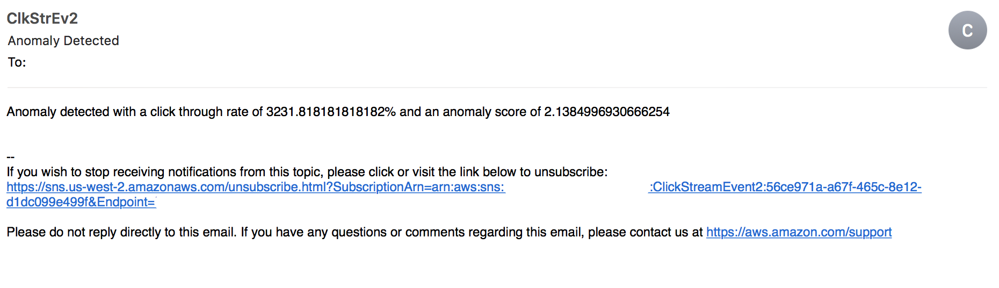 ClkStrEv2
C
Anomaly Detected
To:
Anomaly detected with a click through rate of 3231.818181818182% and an anomaly score of 2.1384996930666254
--
If you wish to stop receiving notifications from this topic, please click or visit the link below to unsubscribe:
https://sns.us-west-2.amazonaws.com/unsubscribe.html?SubscriptionArn=arn:aws:sns: :ClickStreamEvent2:56ce971a-a67f-465c-8e12-
d1dc099e499f&Endpoint=
Please do not reply directly to this email. If you have any questions or comments regarding this email, please contact us at https://aws.amazon.com/support